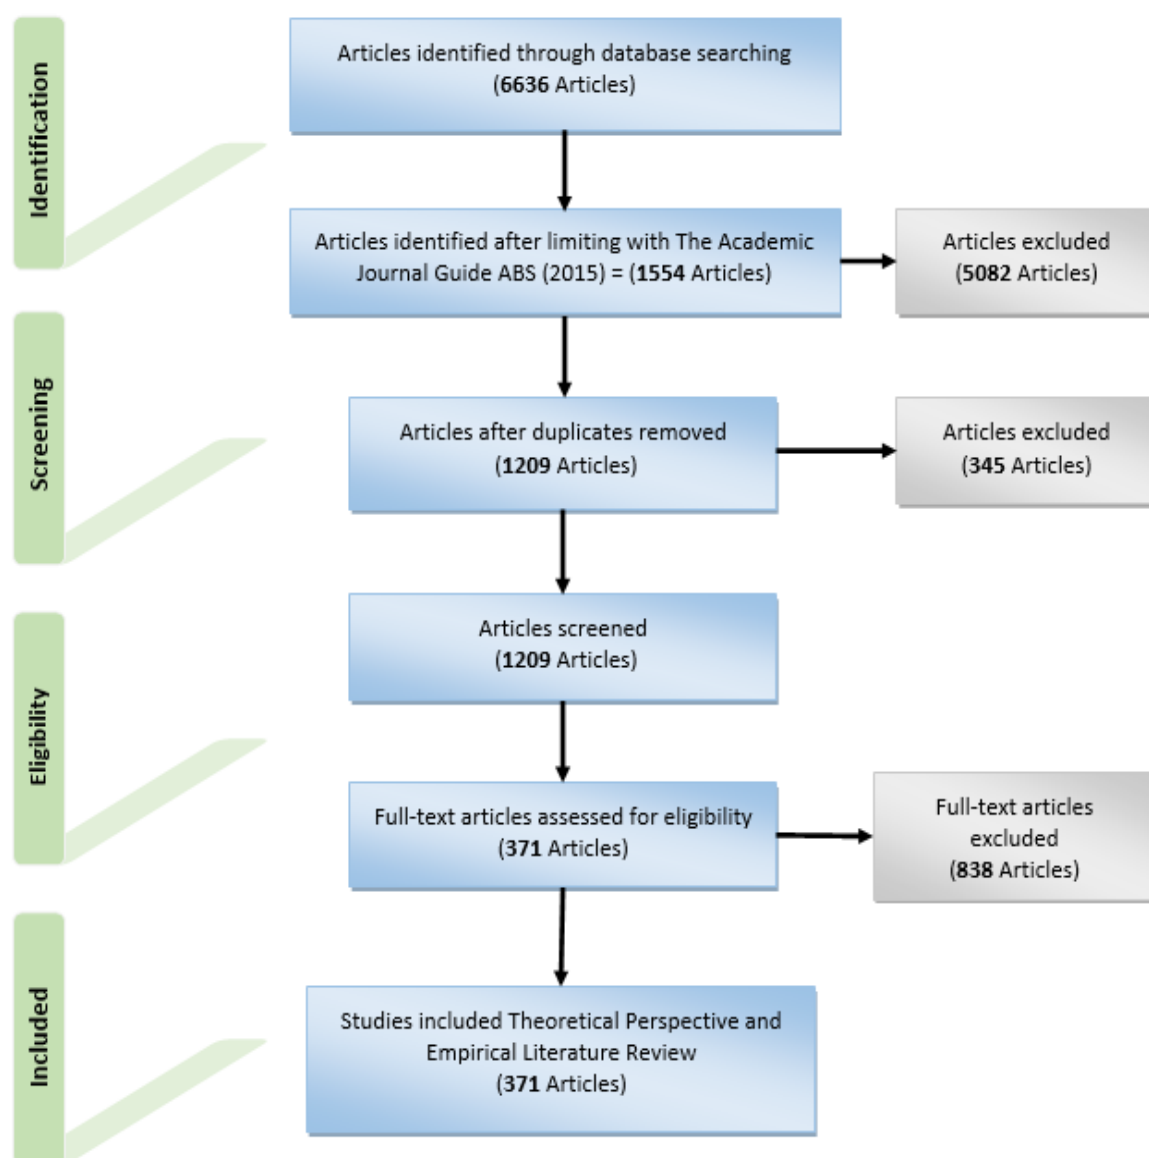 Identification
Articles identified through database searching
(6636 Articles)
Articles identified after limiting with The Academic
Journal Guide ABS (2015) = (1554 Articles)
Articles excluded
(5082 Articles)
Screening
Articles after duplicates removed
(1209 Articles)
Articles excluded
(345 Articles)
Eligibility
Articles screened
(1209 Articles)
Full-text articles assessed for eligibility
(371 Articles)
Full-text articles
excluded
(838 Articles)
Included
Studies included Theoretical Perspective and
Empirical Literature Review
(371 Articles)